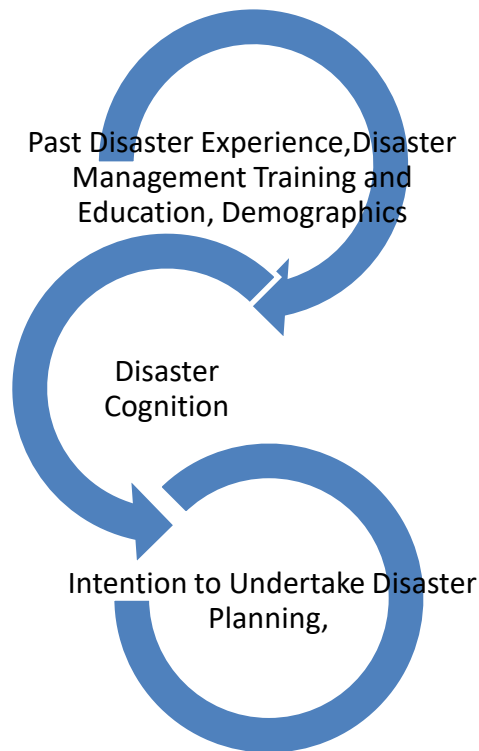 Past Disaster Experience,Disaster
Management Training and
Education, Demographics
Disaster
Cognition
Intention to Undertake Disaster
Planning,